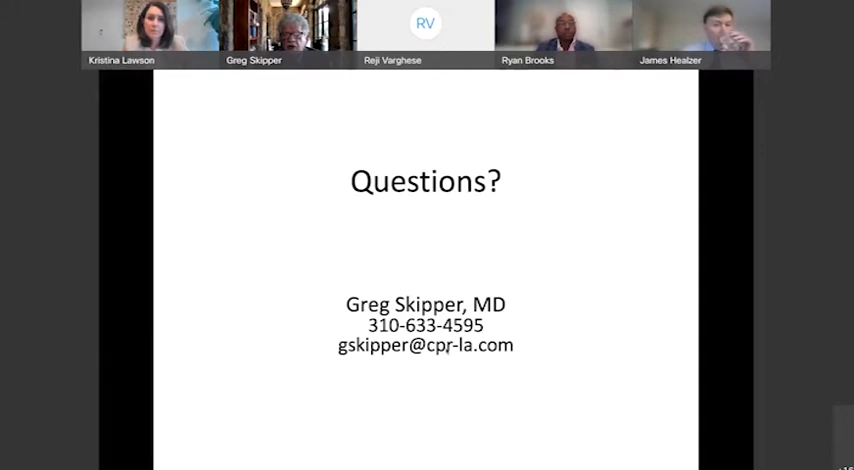 RV
Kristina Lawson
Greg Skipper
Reji Varghese
Ryan Brooks
James Healzer
Questions?
Greg Skipper, MD
310-633-4595
gskipper@cpr-la.com